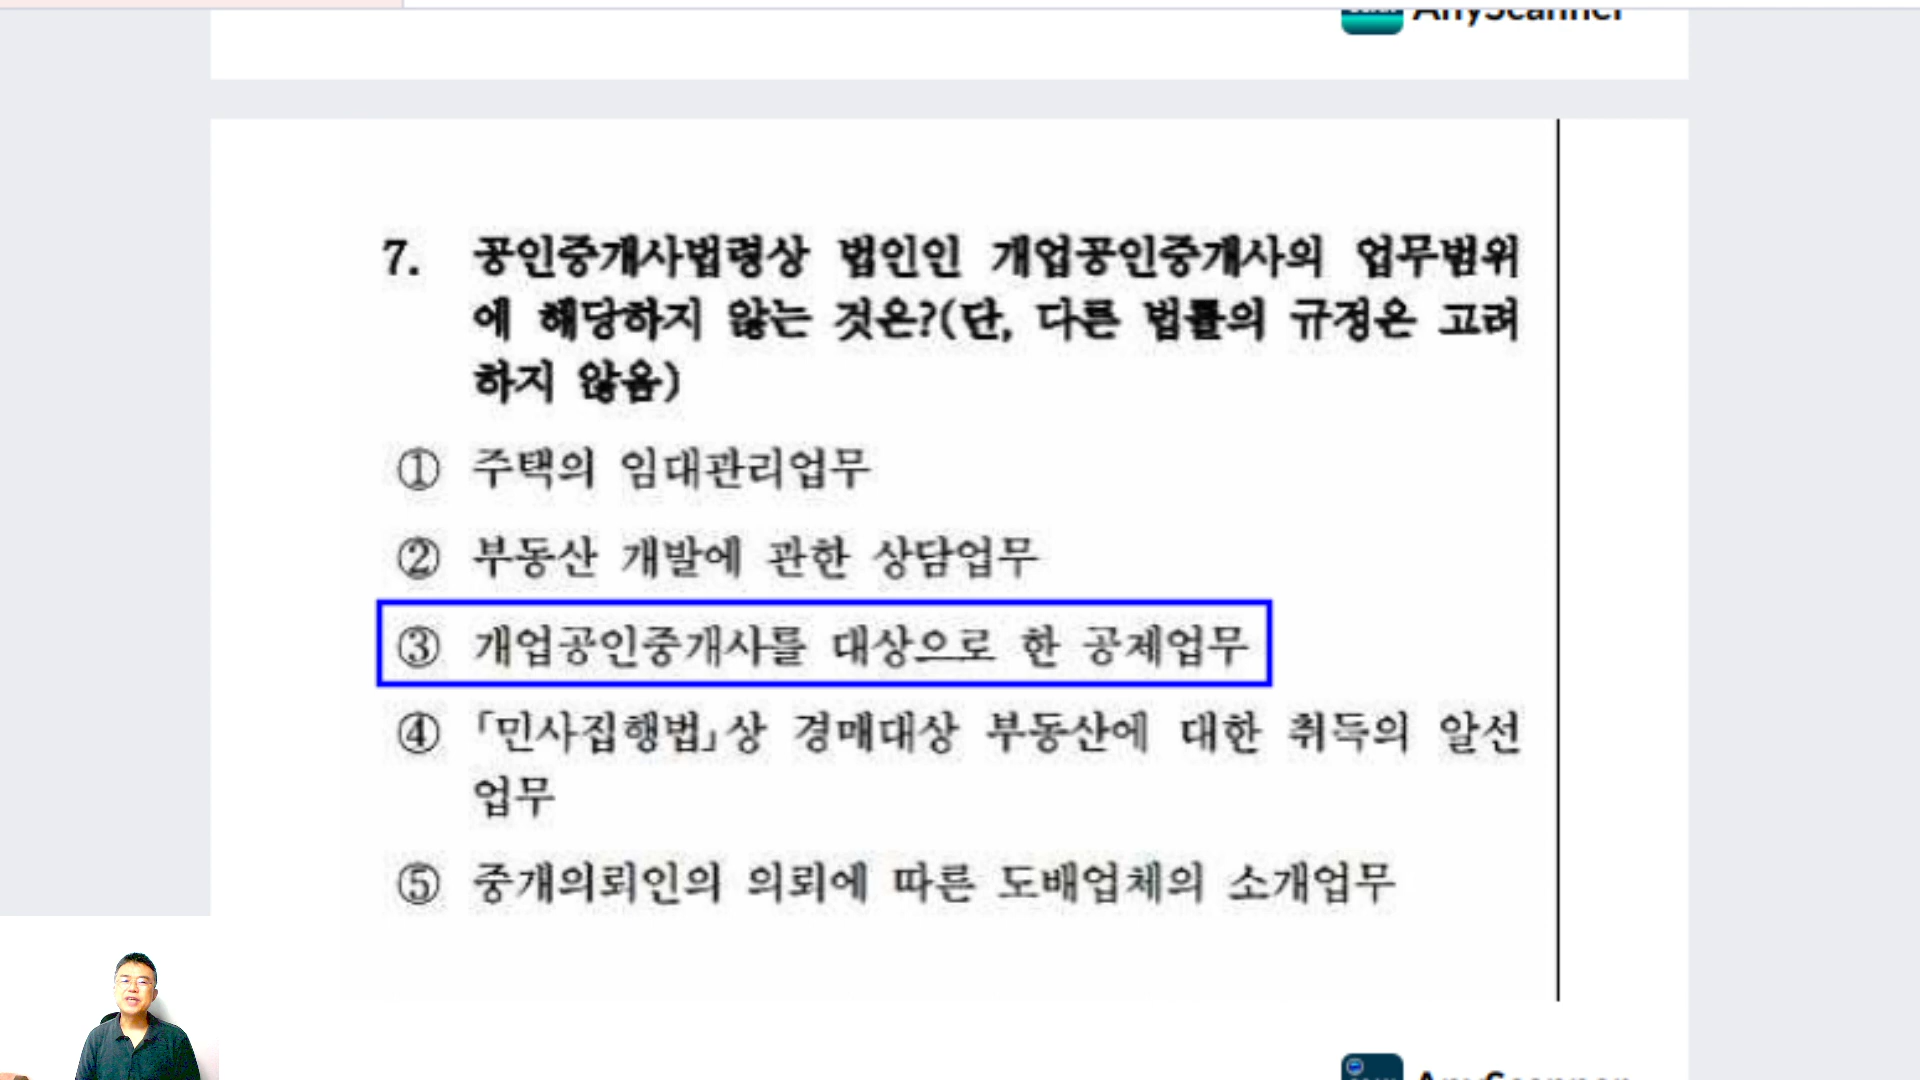 AnyScanner
7. 공인중개사법령상 법인인 개업공인중개사의 업무범위
에 해당하지 않는 것은?(단, 다른 법률의 규정은 고려
하지 않음)
① 주택의 임대관리업무
② 부동산 개발에 관한 상담업무
③ 개업공인중개사를 대상으로 한 공제업무
④ 「민사집행법」상 경매대상 부동산에 대한 취득의 알선
업무
⑤ 중개의뢰인의 의뢰에 따른 도배업체의 소개업무
AnyScanner